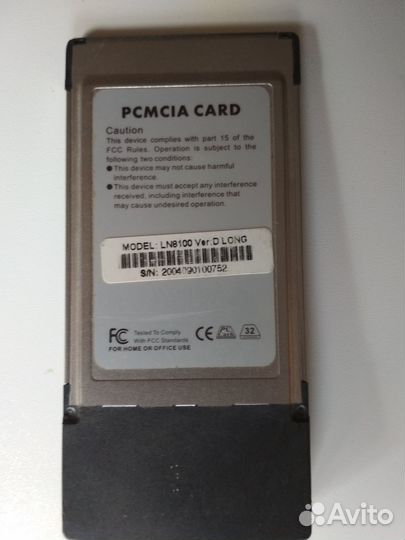 PCMCIA CARD
Caution
This device complies with part 15 of the
FCC Rules. Operation is subject to the
following two conditions:
●This device may not cause harmful
interference.
●This device must accept any interference
received, including interference that
may cause undesired operation.
MODEL: LN8100 Ver:D LONG
S/N: 2004090100752
FC Tested To Comply
With FCC Standards
FOR HOME OR OFFICE USE
CE
PC
Card
32
Avito